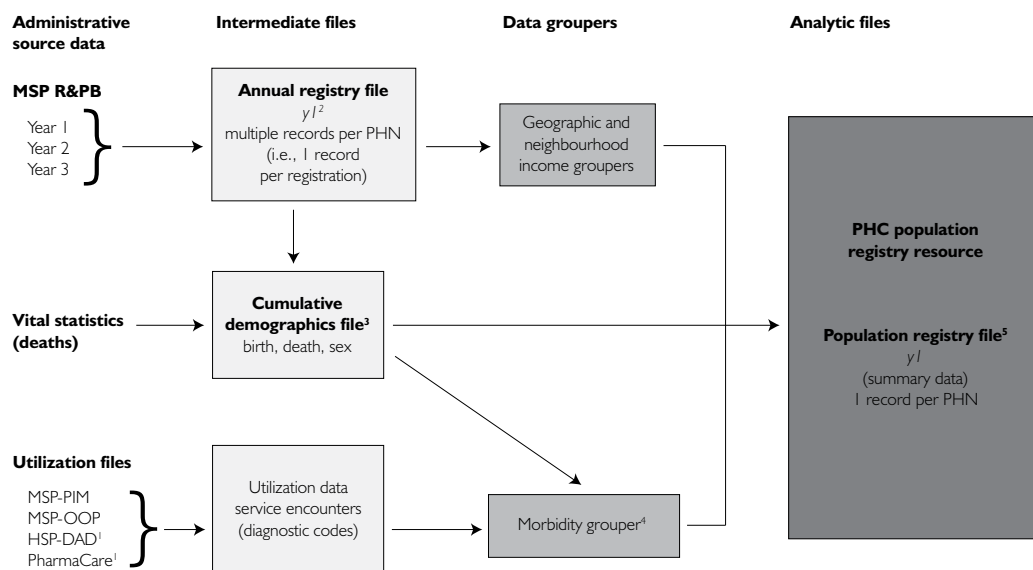 Administrative
source data
Intermediate files
Data groupers
Analytic files
MSP R&PB
Year 1
Year 2
Year 3
Annual registry file
y1²
multiple records per PHN
(i.e., 1 record
per registration)
Geographic and
neighbourhood
income groupers
PHC population
registry resource
Vital statistics
(deaths)
Cumulative
demographics file³
birth, death, sex
Population registry file⁵
y1
(summary data)
1 record per PHN
Utilization files
MSP-PIM
MSP-OOP
HSP-DAD¹
PharmaCare¹
Utilization data
service encounters
(diagnostic codes)
Morbidity grouper⁴